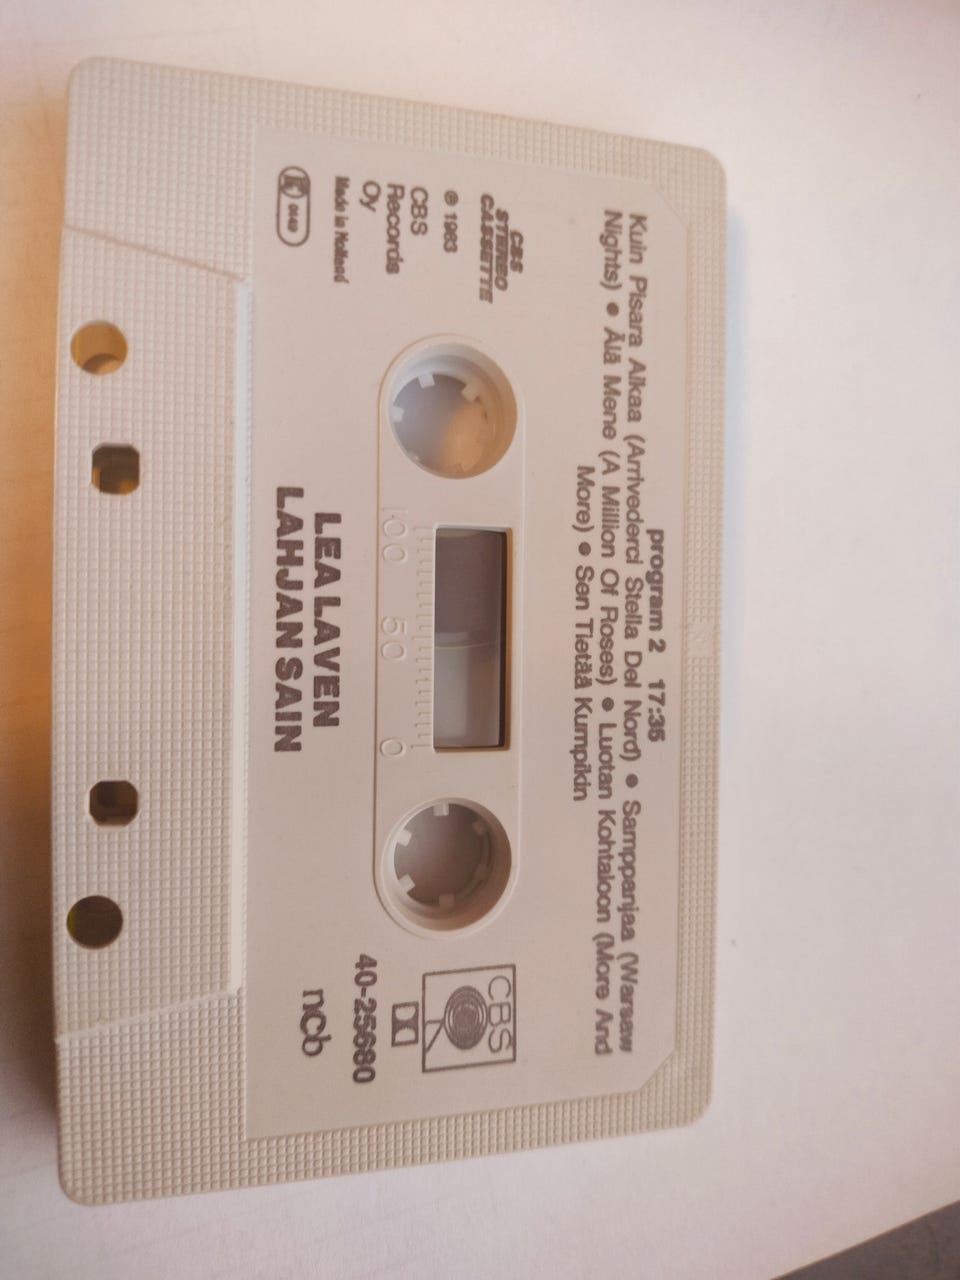 program 2 17:35
Kuin Pisara Aikaa (Arrivederci Stella Del Nord) ● Samppanjaa (Warsaw
Nights) ● Älä Mene (A Million Of Roses) ● Luotan Kohtaloon (More And
More) ● Sen Tietää Kumpikin
CBS
STEREO
CASSETTE
℗ 1983
CBS
Records
Oy
Made in Holland
100 50 0
CBS
40-25680
ncb
LEA LAVEN
LAHJAN SAIN